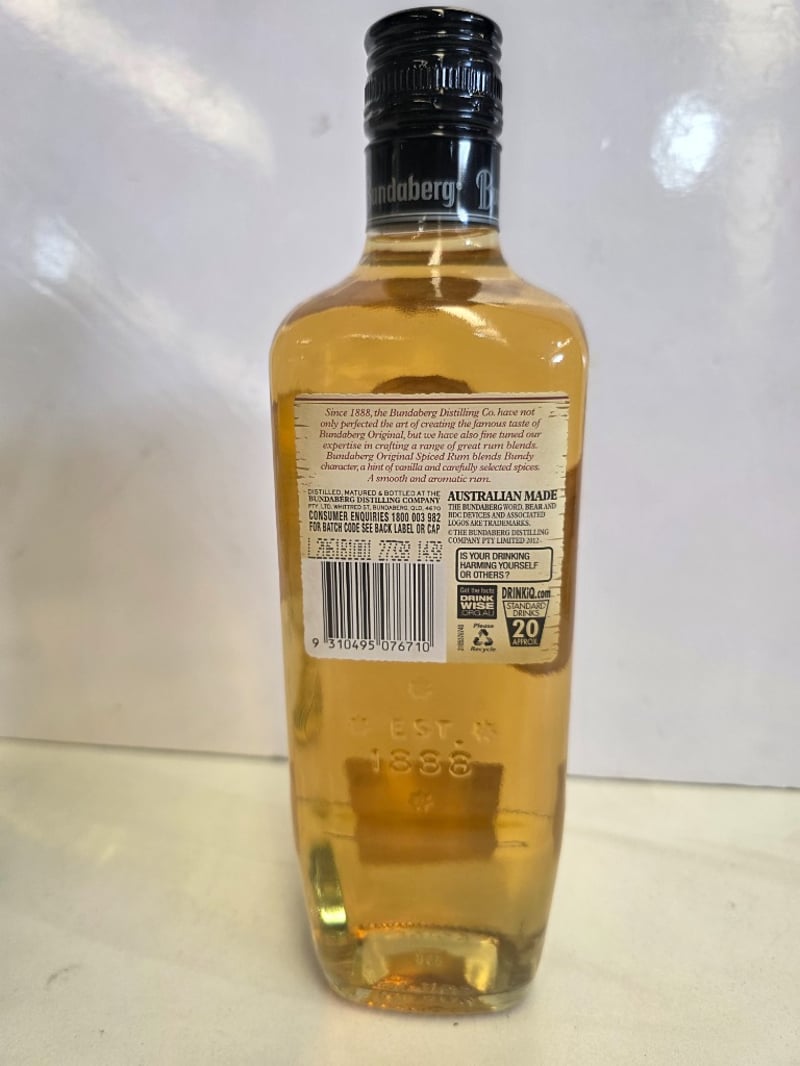 undaberg
B
Since 1888, the Bundaberg Distilling Co. have not
only perfected the art of creating the famous taste of
Bundaberg Original, but we have also fine tuned our
expertise in crafting a range of great rum blends.
Bundaberg Original Spiced Rum blends Bundy
character, a hint of vanilla and carefully selected spices.
A smooth and aromatic rum.
DISTILLED, MATURED & BOTTLED AT THE
BUNDABERG DISTILLING COMPANY
PTY. LTD. WHITTRED ST, BUNDABERG, QLD, 4670
CONSUMER ENQUIRIES 1800 003 982
FOR BATCH CODE SEE BACK LABEL OR CAP
9 310495 076710
AUSTRALIAN MADE
THE BUNDABERG WORD, BEAR AND
BDC DEVICES AND ASSOCIATED
LOGOS ARE TRADEMARKS.
© THE BUNDABERG DISTILLING
COMPANY PTY LIMITED 2012
IS YOUR DRINKING
HARMING YOURSELF
OR OTHERS?
Get the facts
DRINK
WISE
.ORG.AU
DRINKiQ.com
STANDARD
DRINKS
20
APPROX.
Please
Recycle
EST.
1888